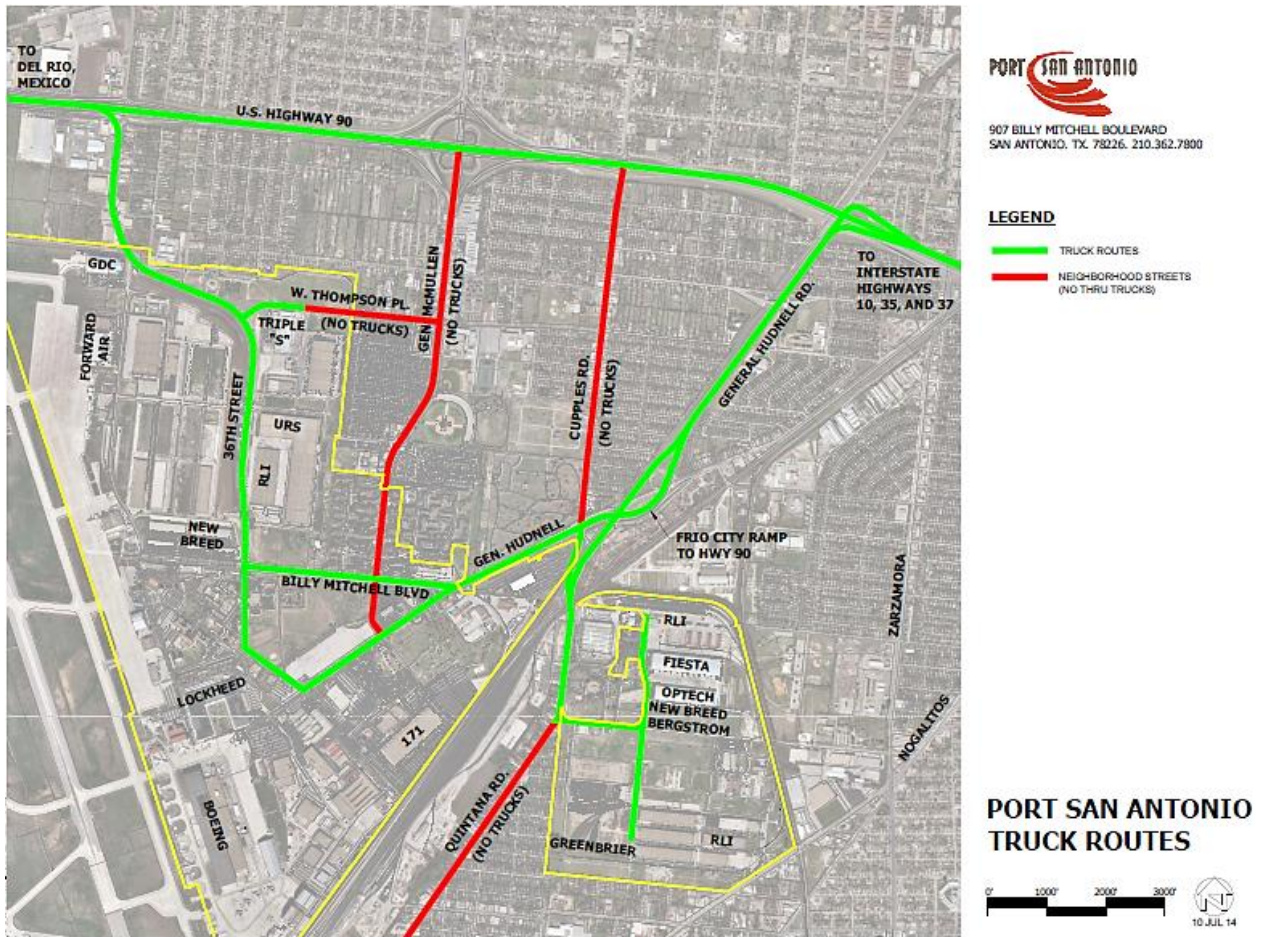 TO
DEL RIO,
MEXICO
U.S. HIGHWAY 90
GDC
W. THOMPSON PL.
(NO TRUCKS)
TRIPLE
"S"
GEN. McMULLEN
(NO TRUCKS)
FORWARD
AIR
36TH STREET
URS
RLI
NEW
BREED
CUPPLES RD.
(NO TRUCKS)
GENERAL HUDNELL RD.
TO
INTERSTATE
HIGHWAYS
10, 35, AND 37
GEN. HUDNELL
FRIO CITY RAMP
TO HWY 90
BILLY MITCHELL BLVD
ZARZAMORA
RLI
FIESTA
OPTECH
NEW BREED
BERGSTROM
LOCKHEED
171
NOGALITOS
BOEING
QUINTANA RD.
(NO TRUCKS)
GREENBRIER
RLI
PORT SAN ANTONIO
907 BILLY MITCHELL BOULEVARD
SAN ANTONIO. TX. 78226. 210.362.7800
LEGEND
TRUCK ROUTES
NEIGHBORHOOD STREETS
(NO THRU TRUCKS)
PORT SAN ANTONIO
TRUCK ROUTES
0' 1000' 2000' 3000'
N
10 JUL 14